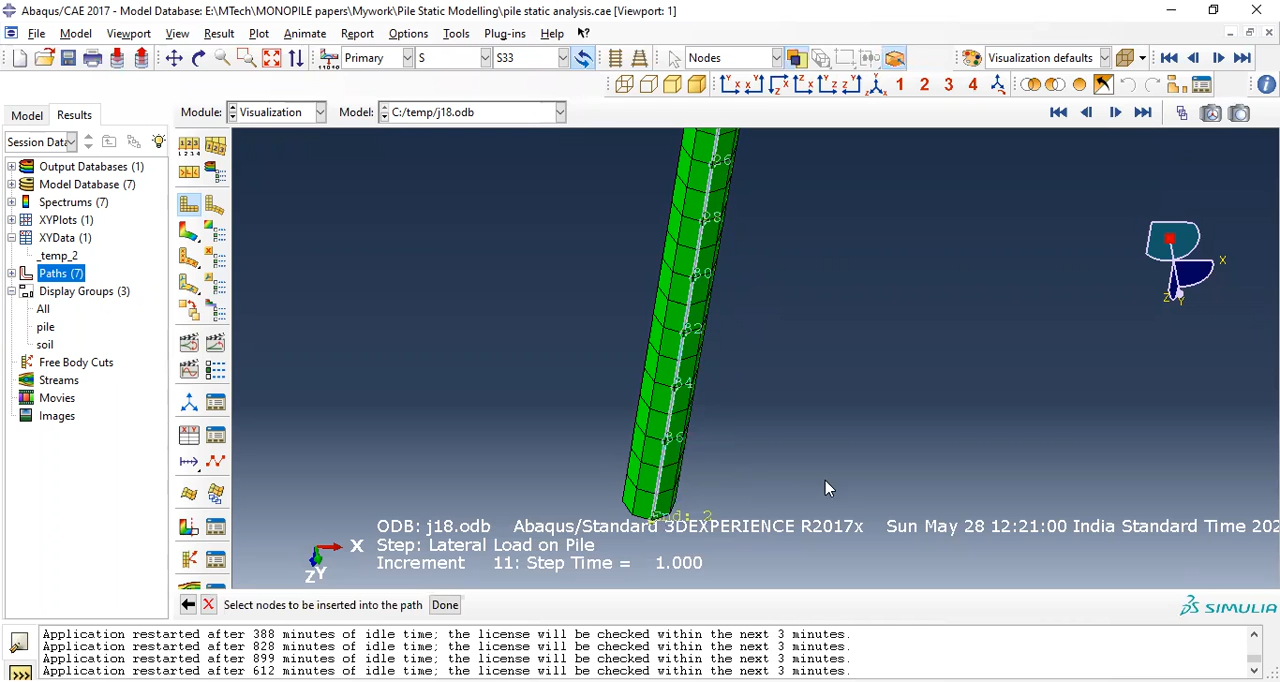 Abaqus/CAE 2017 - Model Database: E:\MTech\MONOPILE papers\Mywork\Pile Static Modelling\pile static analysis.cae [Viewport: 1]
File Model Viewport View Result Plot Animate Report Options Tools Plug-ins Help
Primary S S33 Nodes Visualization defaults
1 2 3 4
Model Results Module: Visualization Model: C:/temp/j18.odb
Session Data
Output Databases (1)
Model Database (7)
Spectrums (7)
XYPlots (1)
XYData (1)
_temp_2
Paths (7)
Display Groups (3)
All
pile
soil
Free Body Cuts
Streams
Movies
Images
26
28
30
32
34
36
End: 2
X
Z Y
ODB: j18.odb Abaqus/Standard 3DEXPERIENCE R2017x Sun May 28 12:21:00 India Standard Time 202
Step: Lateral Load on Pile
Increment 11: Step Time = 1.000
X
Z Y
Select nodes to be inserted into the path Done
SIMULIA
Application restarted after 388 minutes of idle time; the license will be checked within the next 3 minutes.
Application restarted after 828 minutes of idle time; the license will be checked within the next 3 minutes.
Application restarted after 899 minutes of idle time; the license will be checked within the next 3 minutes.
Application restarted after 612 minutes of idle time; the license will be checked within the next 3 minutes.